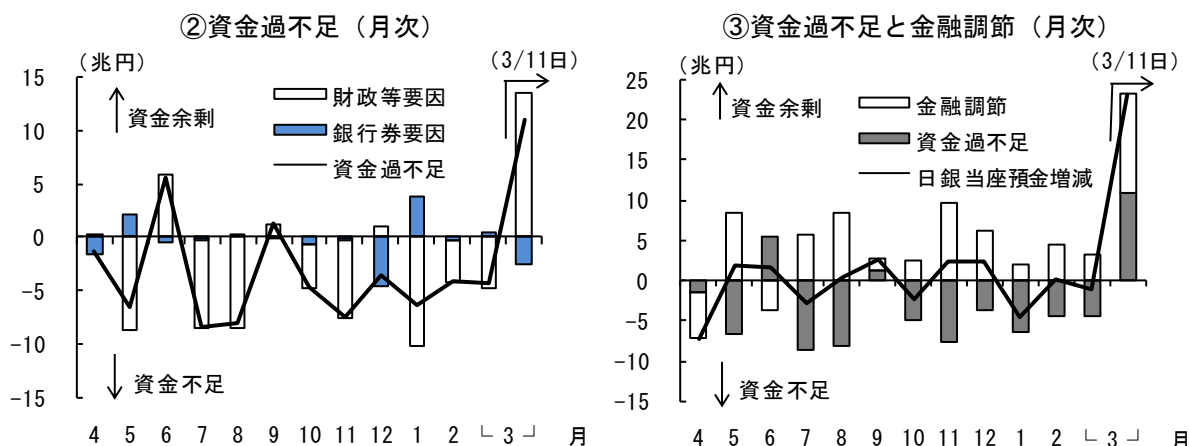 ②資金過不足（月次）
（兆円）
（3/11日）
資金余剰
財政等要因
銀行券要因
資金過不足
資金不足
15
10
5
0
-5
-10
-15
4 5 6 7 8 9 10 11 12 1 2 3 月
③資金過不足と金融調節（月次）
（兆円）
（3/11日）
資金余剰
金融調節
資金過不足
日銀当座預金増減
資金不足
25
20
15
10
5
0
-5
-10
-15
4 5 6 7 8 9 10 11 12 1 2 3 月